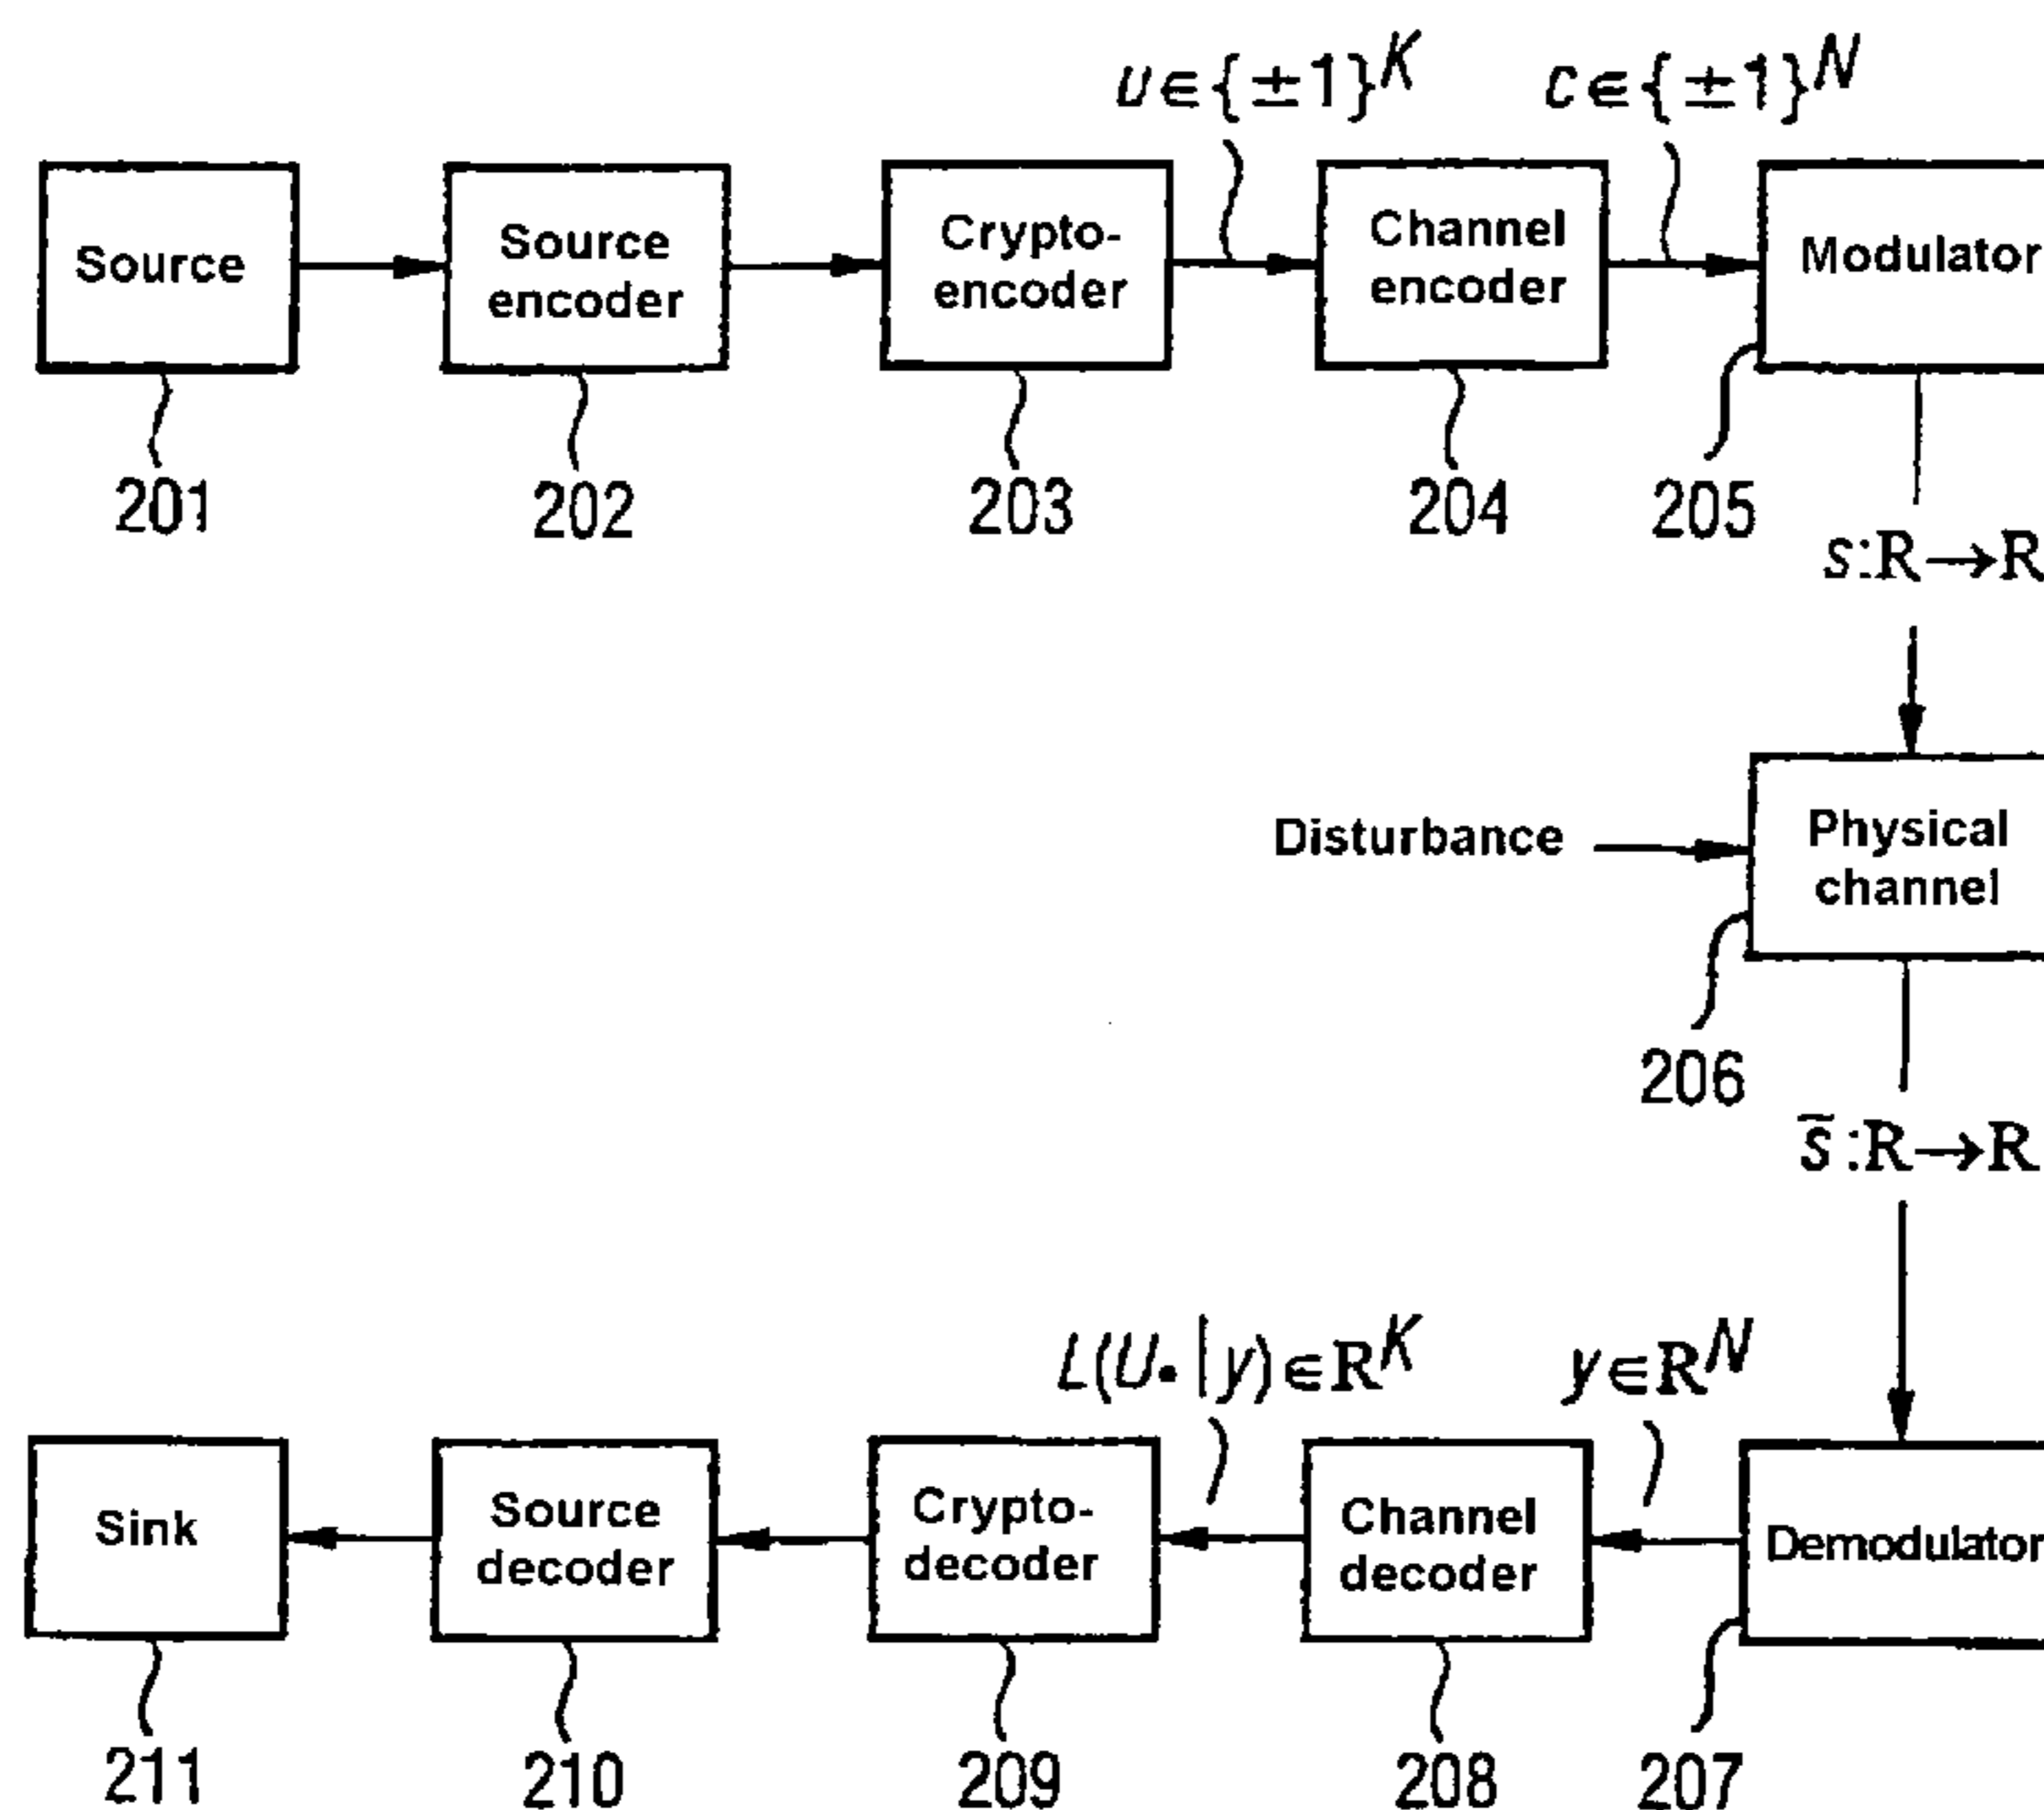 u∈{±1}^K
c∈{±1}^N
Source
Source
encoder
Crypto-
encoder
Channel
encoder
Modulator
201
202
203
204
205
s:R→R
Disturbance
Physical
channel
206
s̄:R→R
L(U•|y)∈R^K
y∈R^N
Sink
Source
decoder
Crypto-
decoder
Channel
decoder
Demodulator
211
210
209
208
207